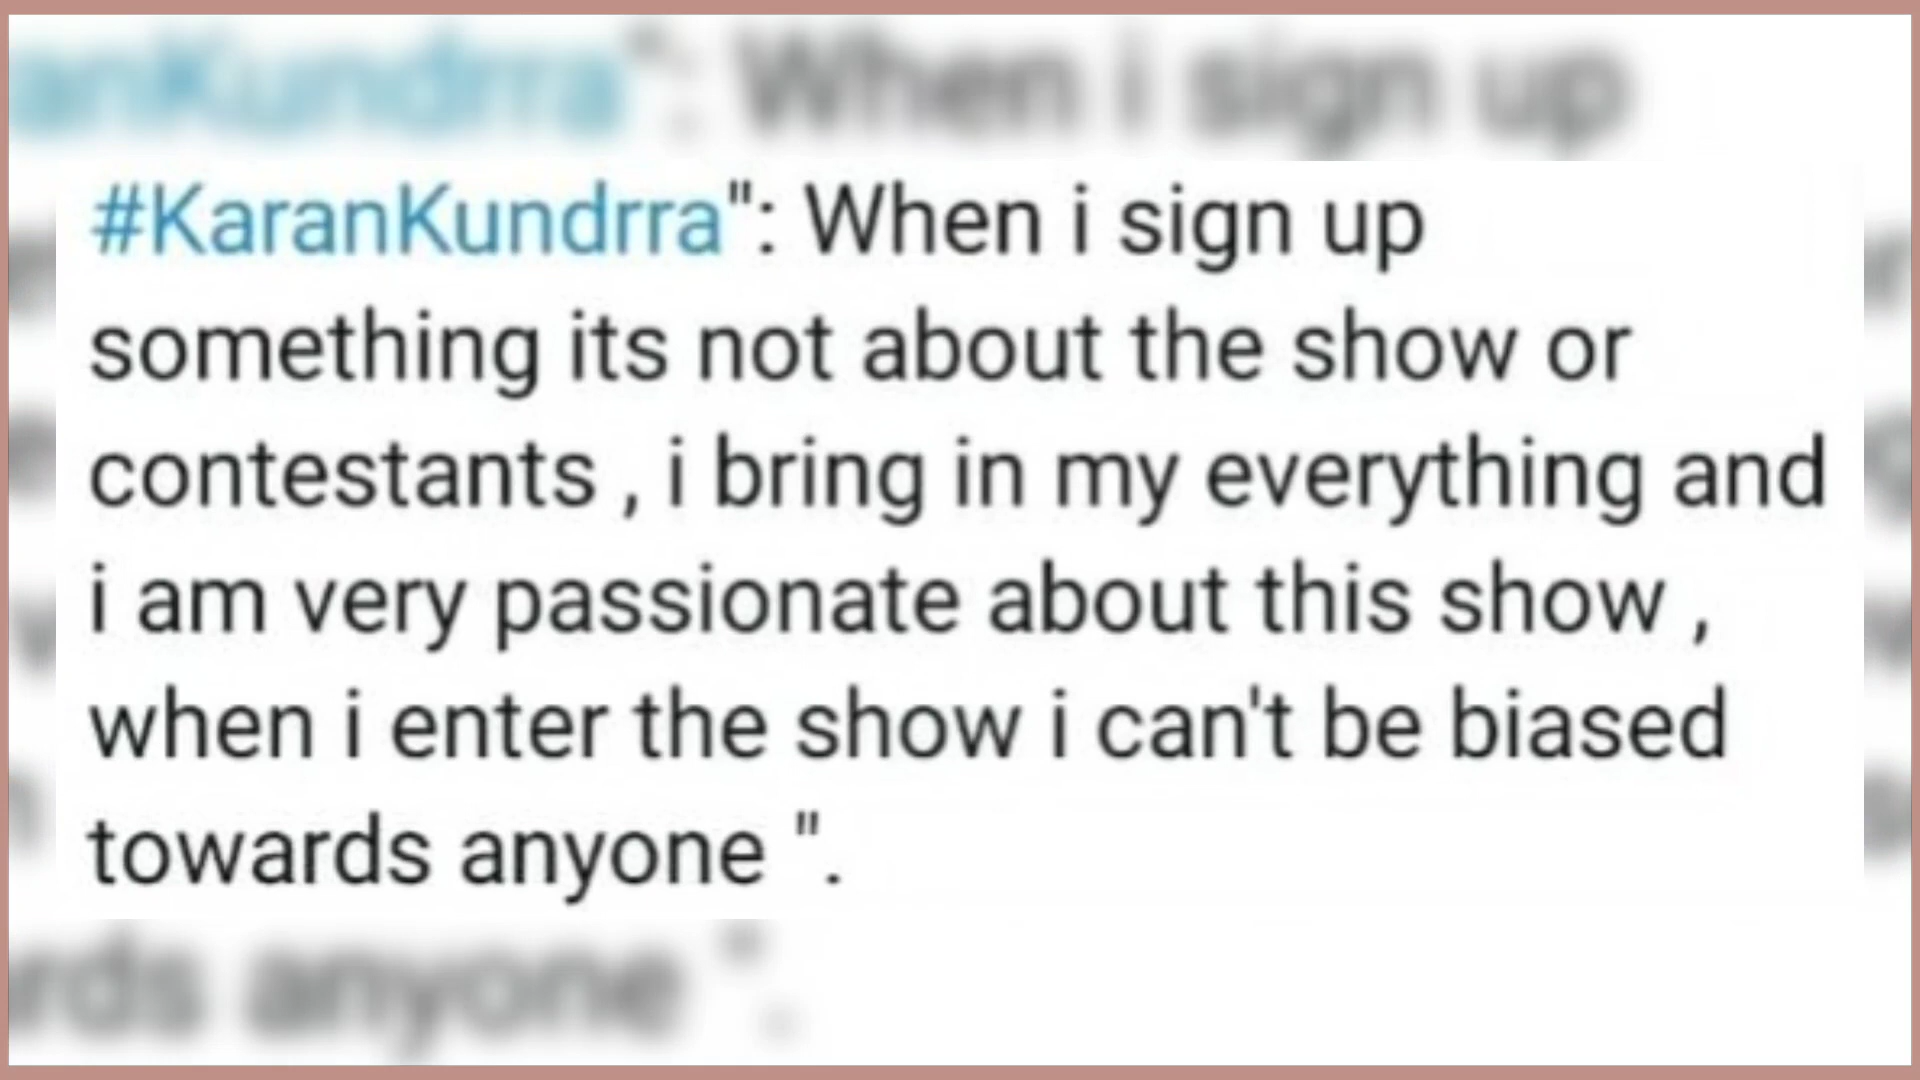 #KaranKundrra": When i sign up
something its not about the show or
contestants , i bring in my everything and
i am very passionate about this show ,
when i enter the show i can't be biased
towards anyone ".